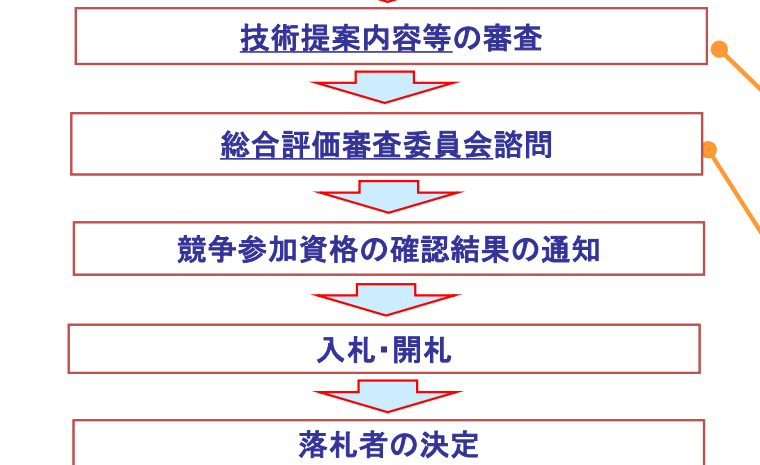 技術提案内容等の審査
総合評価審査委員会諮問
競争参加資格の確認結果の通知
入札・開札
落札者の決定